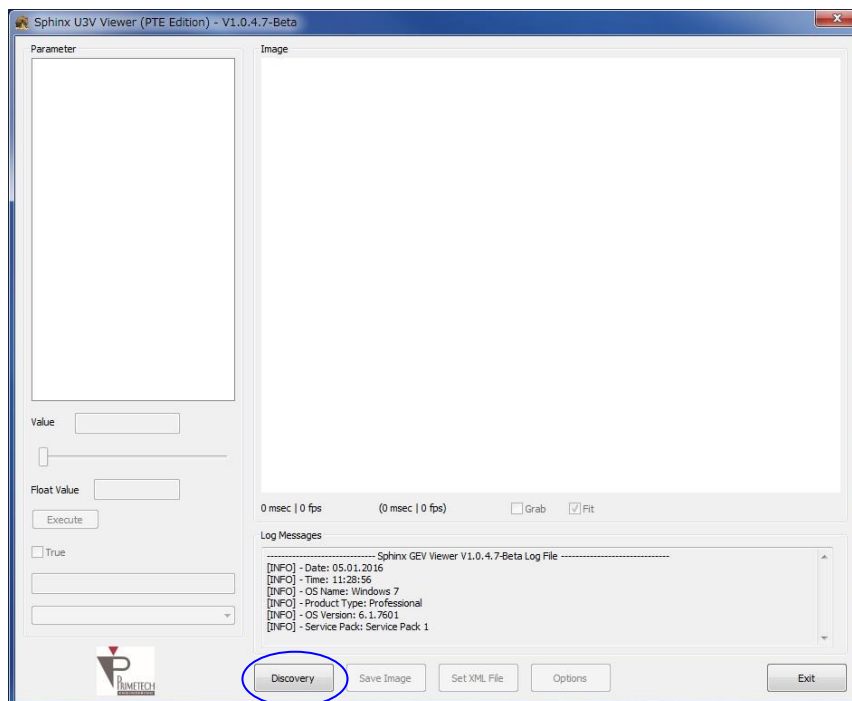 Sphinx U3V Viewer (PTE Edition) - V1.0.4.7-Beta
Parameter
Image
Value
Float Value
Execute
True
0 msec | 0 fps (0 msec | 0 fps) Grab Fit
Log Messages
------------------------------ Sphinx GEV Viewer V1.0.4.7-Beta Log File ------------------------------
[INFO] - Date: 05.01.2016
[INFO] - Time: 11:28:56
[INFO] - OS Name: Windows 7
[INFO] - Product Type: Professional
[INFO] - OS Version: 6.1.7601
[INFO] - Service Pack: Service Pack 1
PRIMETECH
ENGINEERING
Discovery Save Image Set XML File Options Exit